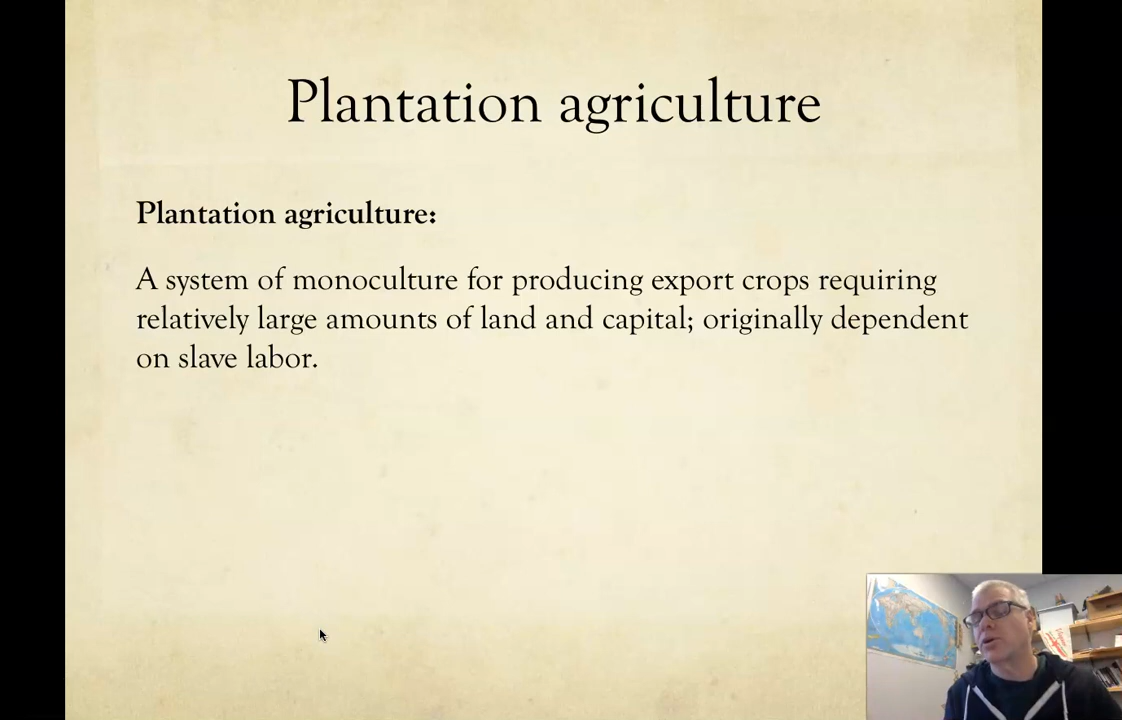 Plantation agriculture
Plantation agriculture:
A system of monoculture for producing export crops requiring
relatively large amounts of land and capital; originally dependent
on slave labor.